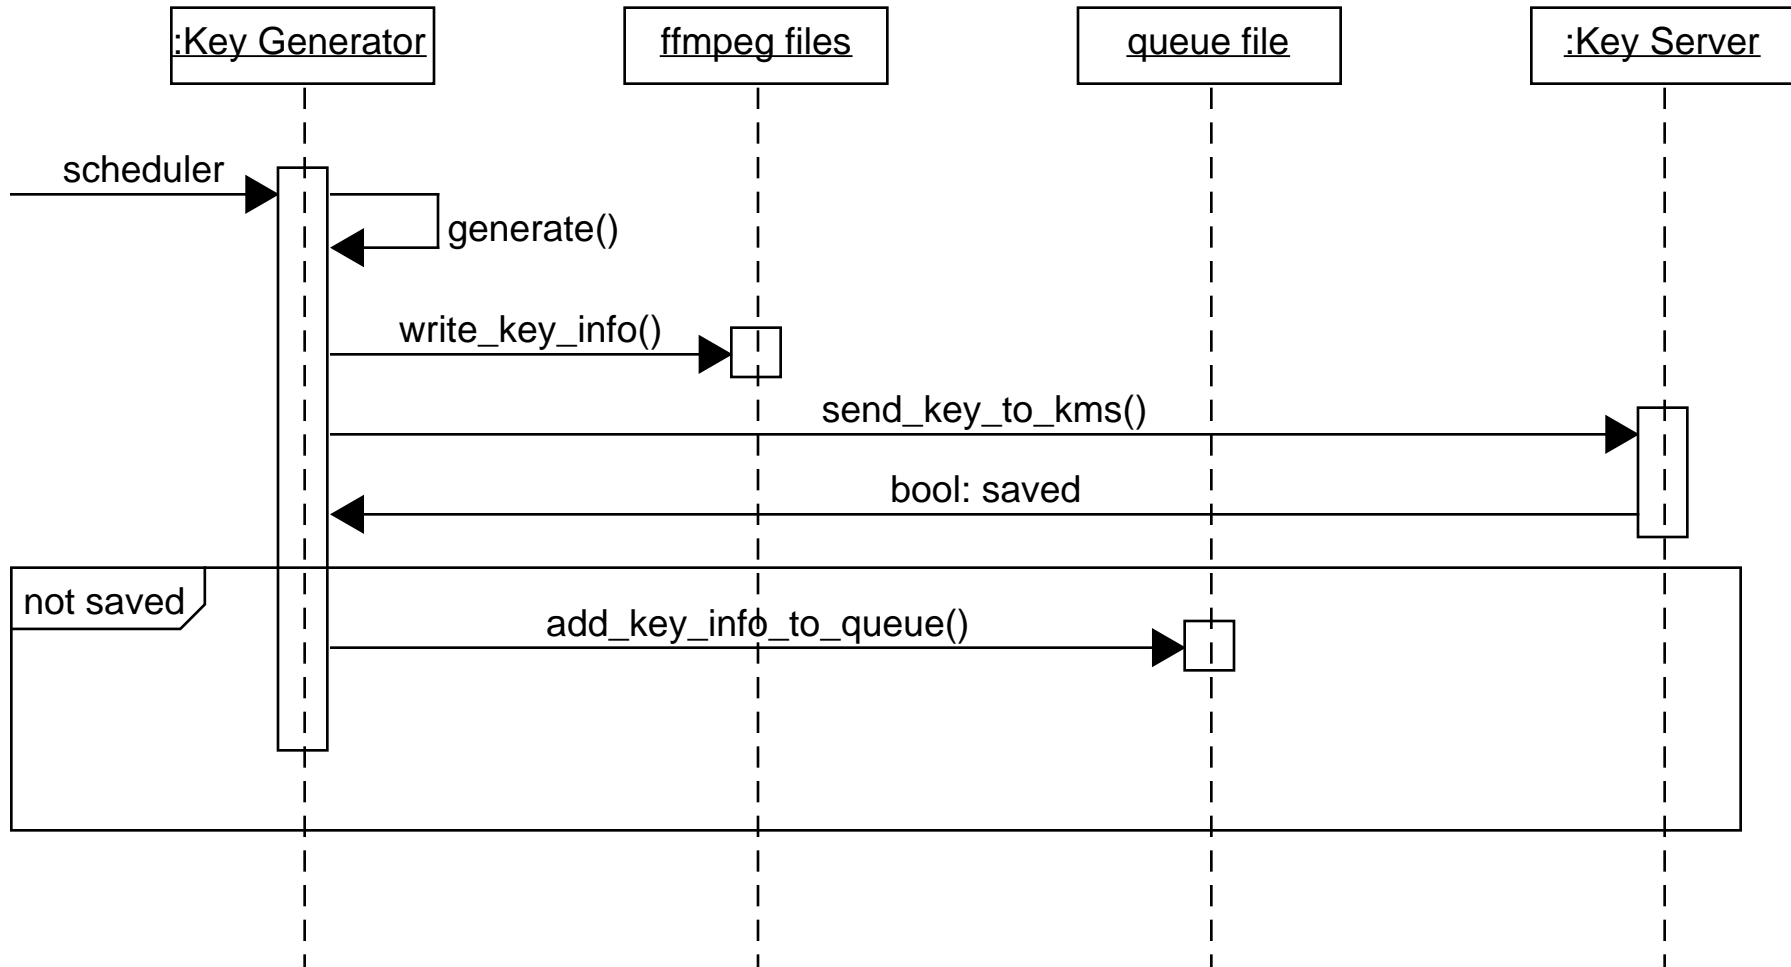 :Key Generator
ffmpeg files
queue file
:Key Server
scheduler
generate()
write_key_info()
send_key_to_kms()
bool: saved
not saved
add_key_info_to_queue()